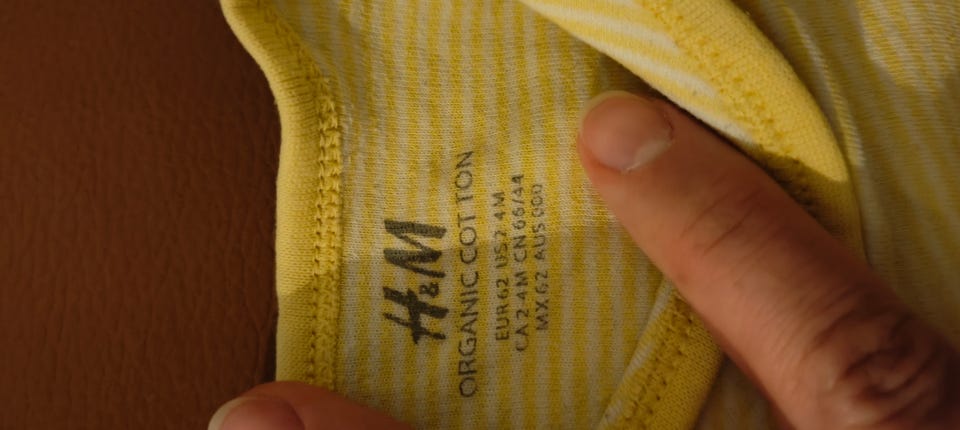 H&M
ORGANIC COTTON
EUR 62 US 2-4M
CA 2-4M CN 66/44
MX 62 AUS 000